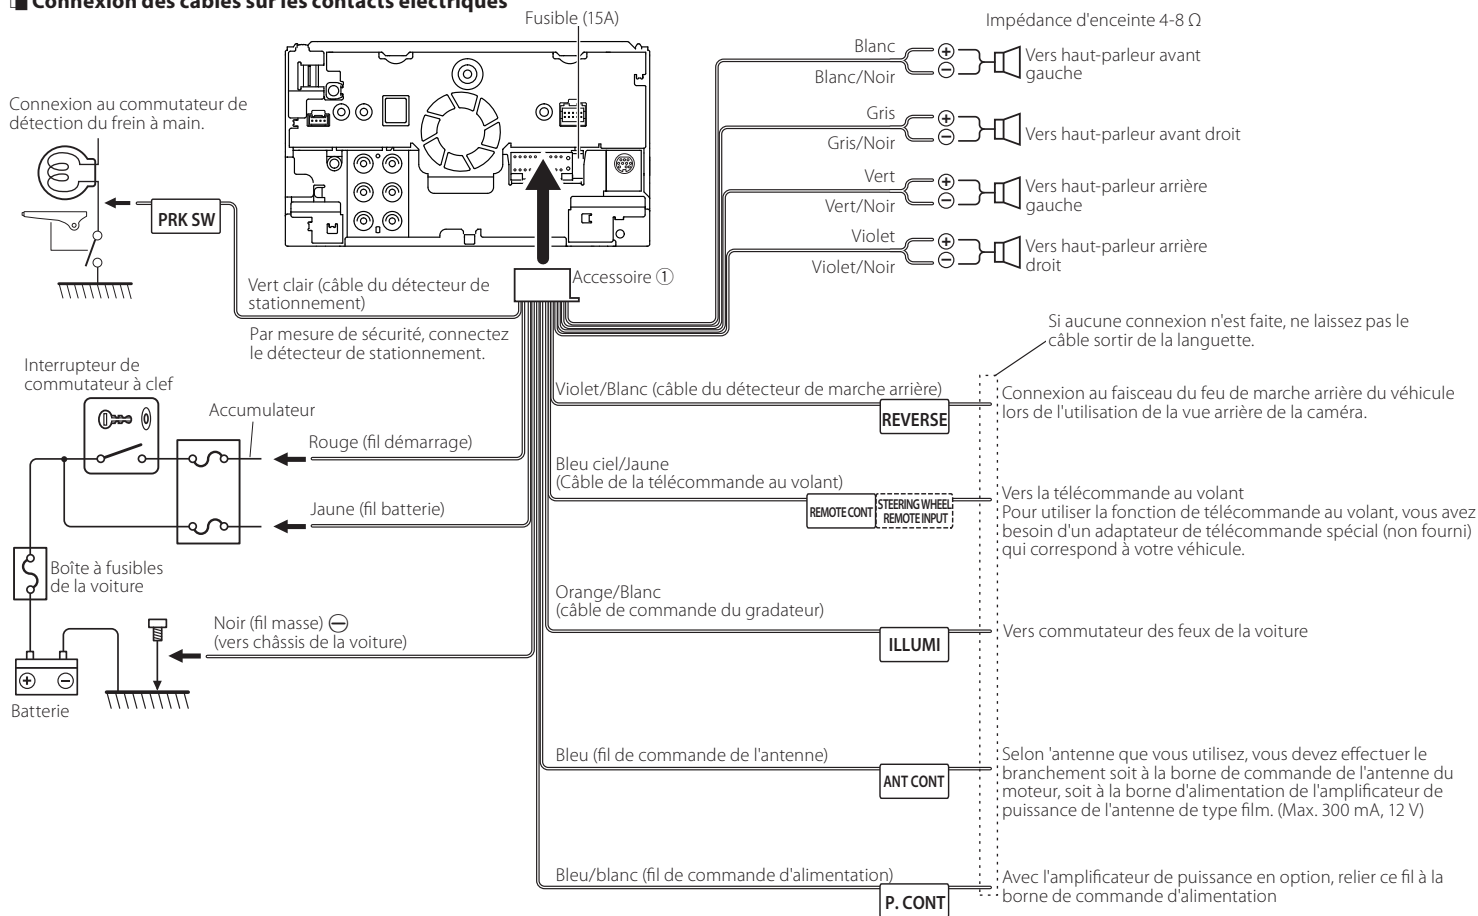 Connexion des câbles sur les contacts électriques
Fusible (15A)
Impédance d'enceinte 4-8 Ω
Blanc
Blanc/Noir
Vers haut-parleur avant
gauche
Gris
Gris/Noir
Vers haut-parleur avant droit
Vert
Vert/Noir
Vers haut-parleur arrière
gauche
Violet
Violet/Noir
Vers haut-parleur arrière
droit
Connexion au commutateur de
détection du frein à main.
PRK SW
Accessoire ①
Vert clair (câble du détecteur de
stationnement)
Par mesure de sécurité, connectez
le détecteur de stationnement.
Si aucune connexion n'est faite, ne laissez pas le
câble sortir de la languette.
Interrupteur de
commutateur à clef
Accumulateur
Rouge (fil démarrage)
Jaune (fil batterie)
Boîte à fusibles
de la voiture
Noir (fil masse) ⊖
(vers châssis de la voiture)
⊕ ⊖
Batterie
Violet/Blanc (câble du détecteur de marche arrière)
REVERSE
Connexion au faisceau du feu de marche arrière du véhicule
lors de l'utilisation de la vue arrière de la caméra.
Bleu ciel/Jaune
(Câble de la télécommande au volant)
REMOTE CONT
STEERING WHEEL
REMOTE INPUT
Vers la télécommande au volant
Pour utiliser la fonction de télécommande au volant, vous avez
besoin d'un adaptateur de télécommande spécial (non fourni)
qui correspond à votre véhicule.
Orange/Blanc
(câble de commande du gradateur)
ILLUMI
Vers commutateur des feux de la voiture
Bleu (fil de commande de l'antenne)
ANT CONT
Selon 'antenne que vous utilisez, vous devez effectuer le
branchement soit à la borne de commande de l'antenne du
moteur, soit à la borne d'alimentation de l'amplificateur de
puissance de l'antenne de type film. (Max. 300 mA, 12 V)
Bleu/blanc (fil de commande d'alimentation)
P. CONT
Avec l'amplificateur de puissance en option, relier ce fil à la
borne de commande d'alimentation